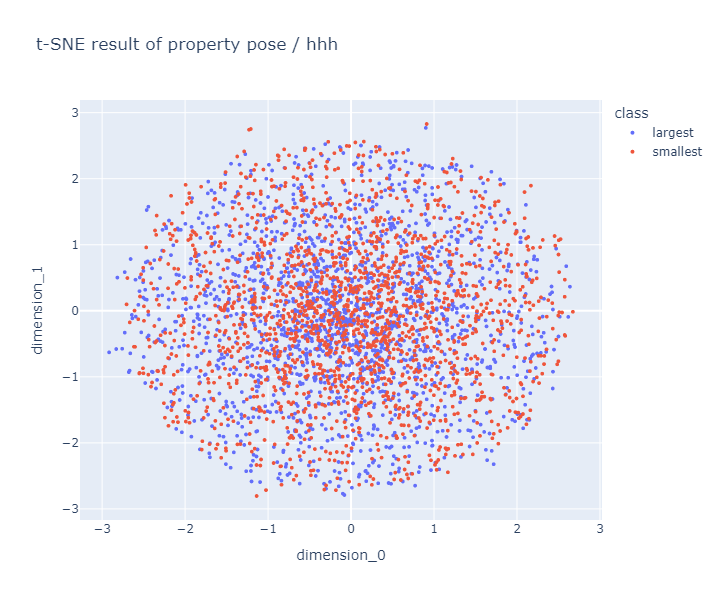 t-SNE result of property pose / hhh
class
largest
smallest
dimension_1
3
2
1
0
−1
−2
−3
−3
−2
−1
0
1
2
3
dimension_0